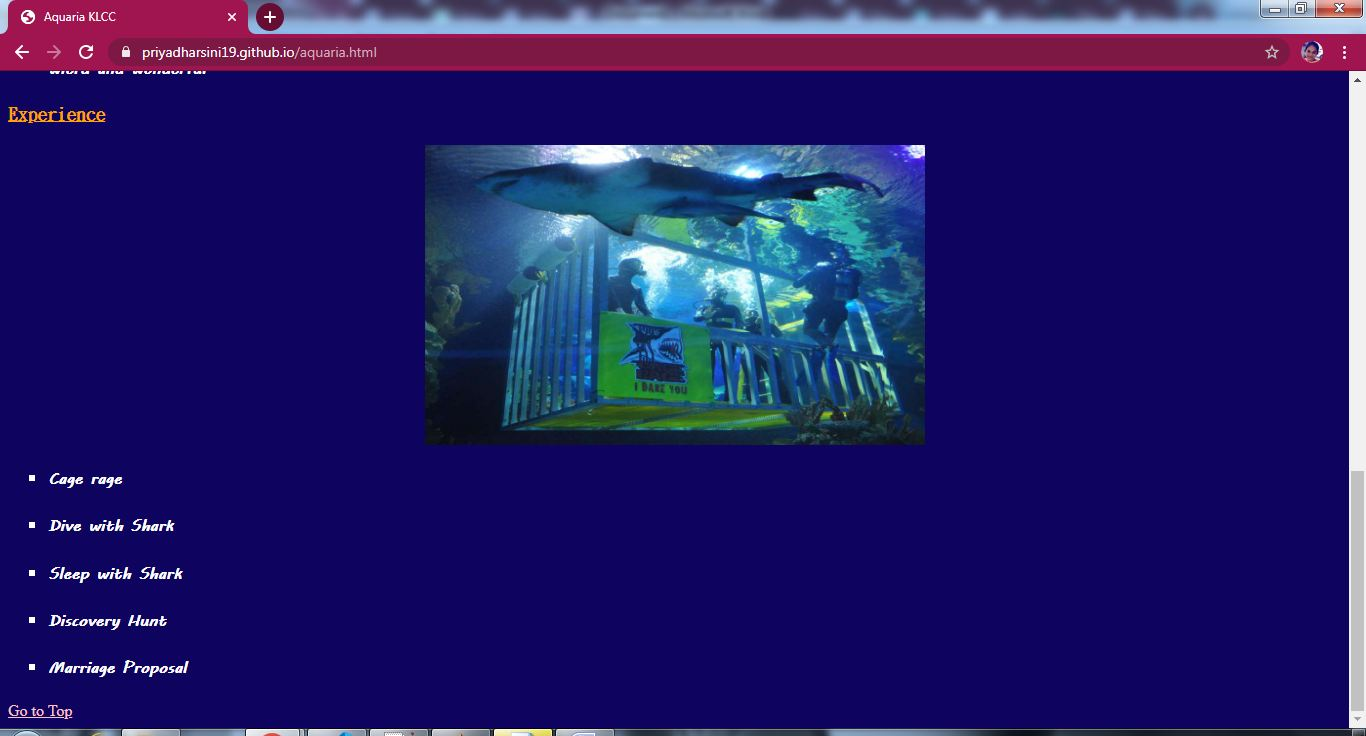 Aquaria KLCC
priyadharsini19.github.io/aquaria.html
Experience
I DARE YOU
Cage rage
Dive with Shark
Sleep with Shark
Discovery Hunt
Marriage Proposal
Go to Top